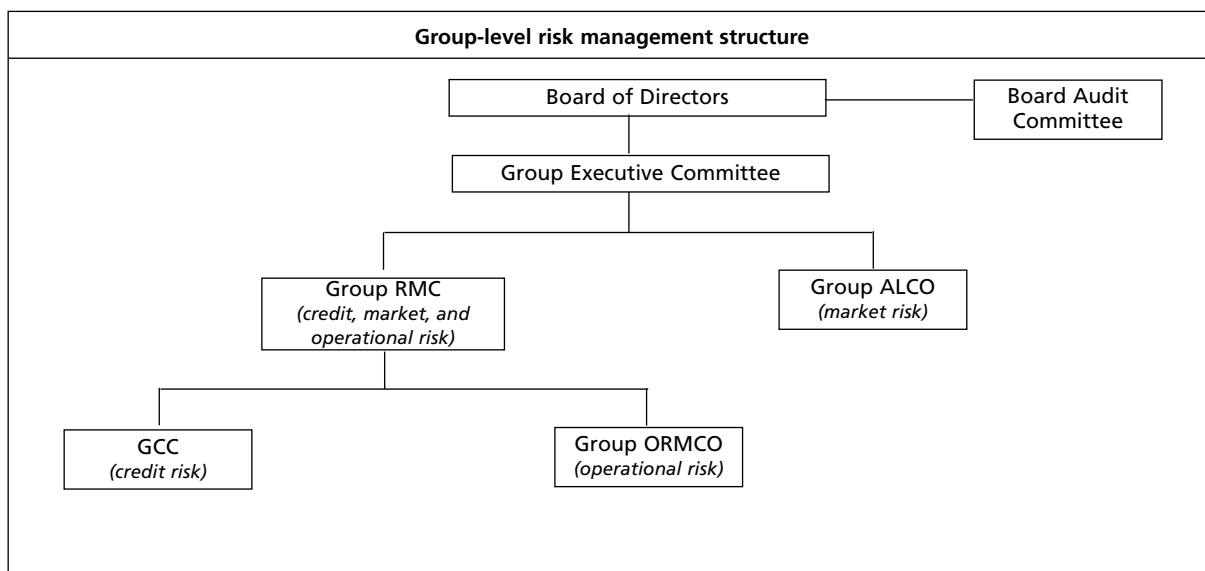 Group-level risk management structure
Board of Directors
Board Audit
Committee
Group Executive Committee
Group RMC
(credit, market, and
operational risk)
Group ALCO
(market risk)
GCC
(credit risk)
Group ORMCO
(operational risk)